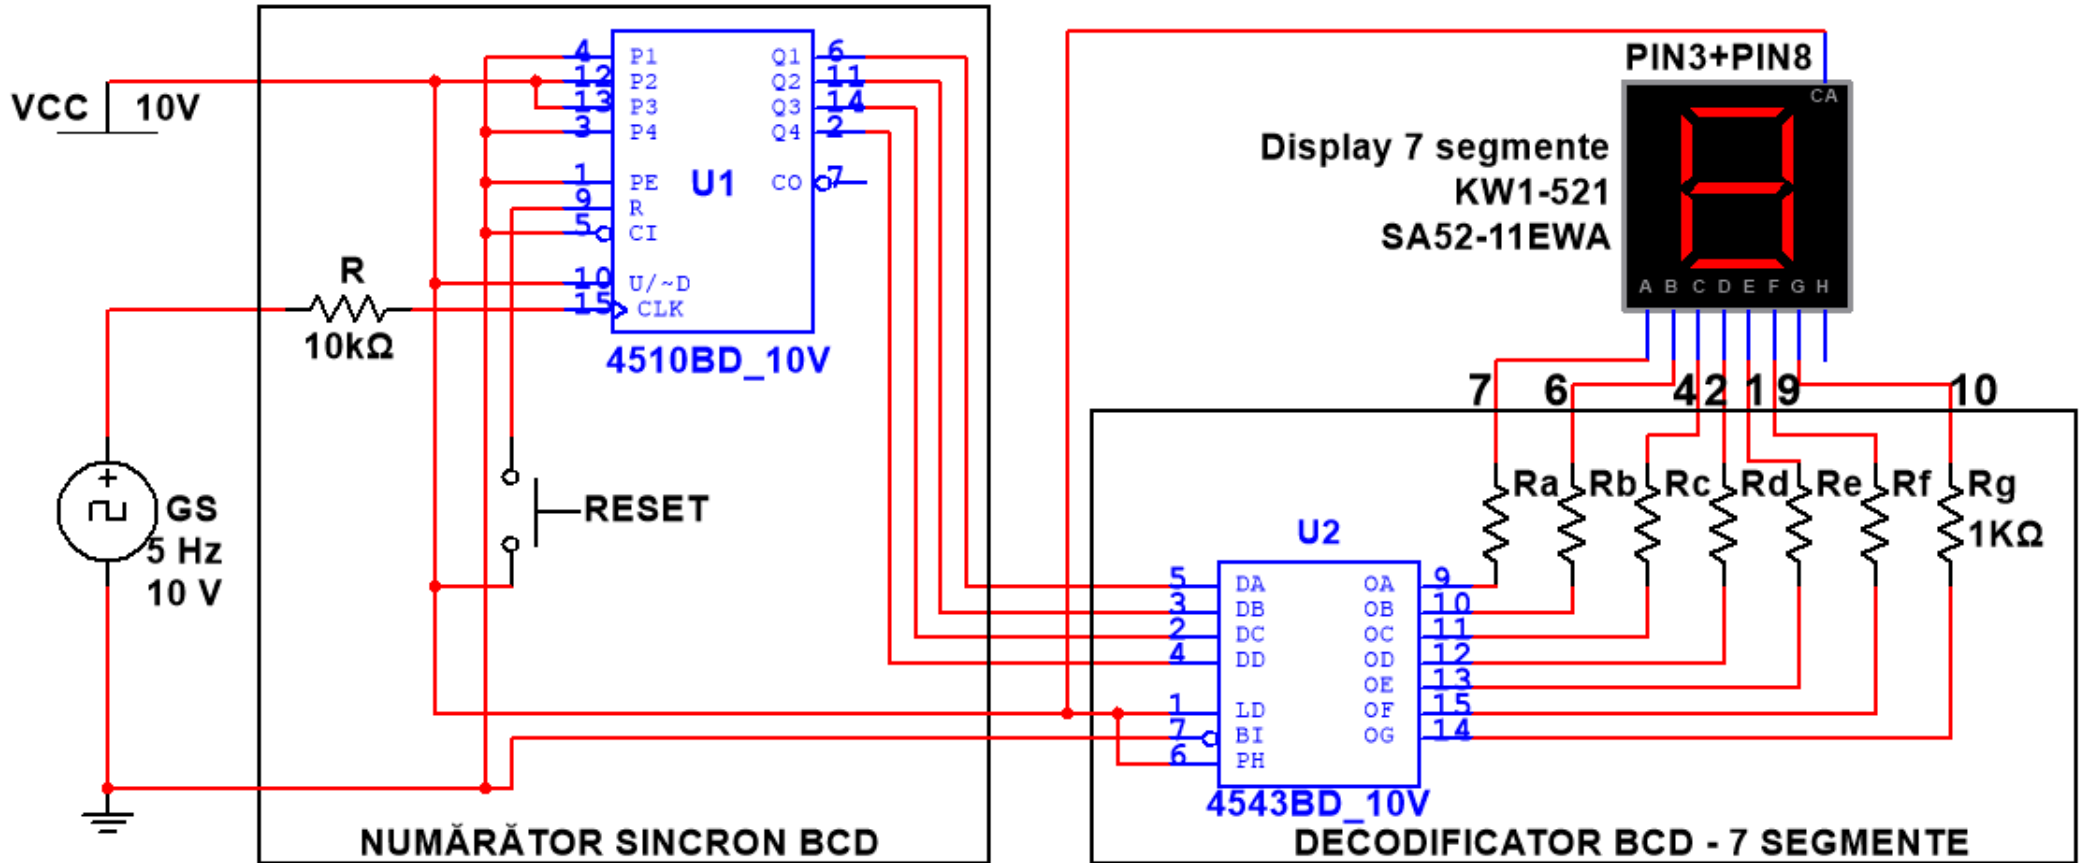 VCC 10V
R
10kΩ
GS
5 Hz
10 V
4 P1 Q1 6
12 P2 Q2 11
13 P3 Q3 14
3 P4 Q4 2
1 PE U1 CO 7
9 R
5 CI
10 U/~D
15 CLK
4510BD_10V
RESET
NUMĂRĂTOR SINCRON BCD
PIN3+PIN8
CA
Display 7 segmente
KW1-521
SA52-11EWA
A B C D E F G H
7 6 4 2 1 9 10
Ra Rb Rc Rd Re Rf Rg
1KΩ
U2
5 DA OA 9
3 DB OB 10
2 DC OC 11
4 DD OD 12
OE 13
1 LD OF 15
7 BI OG 14
6 PH
4543BD_10V
DECODIFICATOR BCD - 7 SEGMENTE